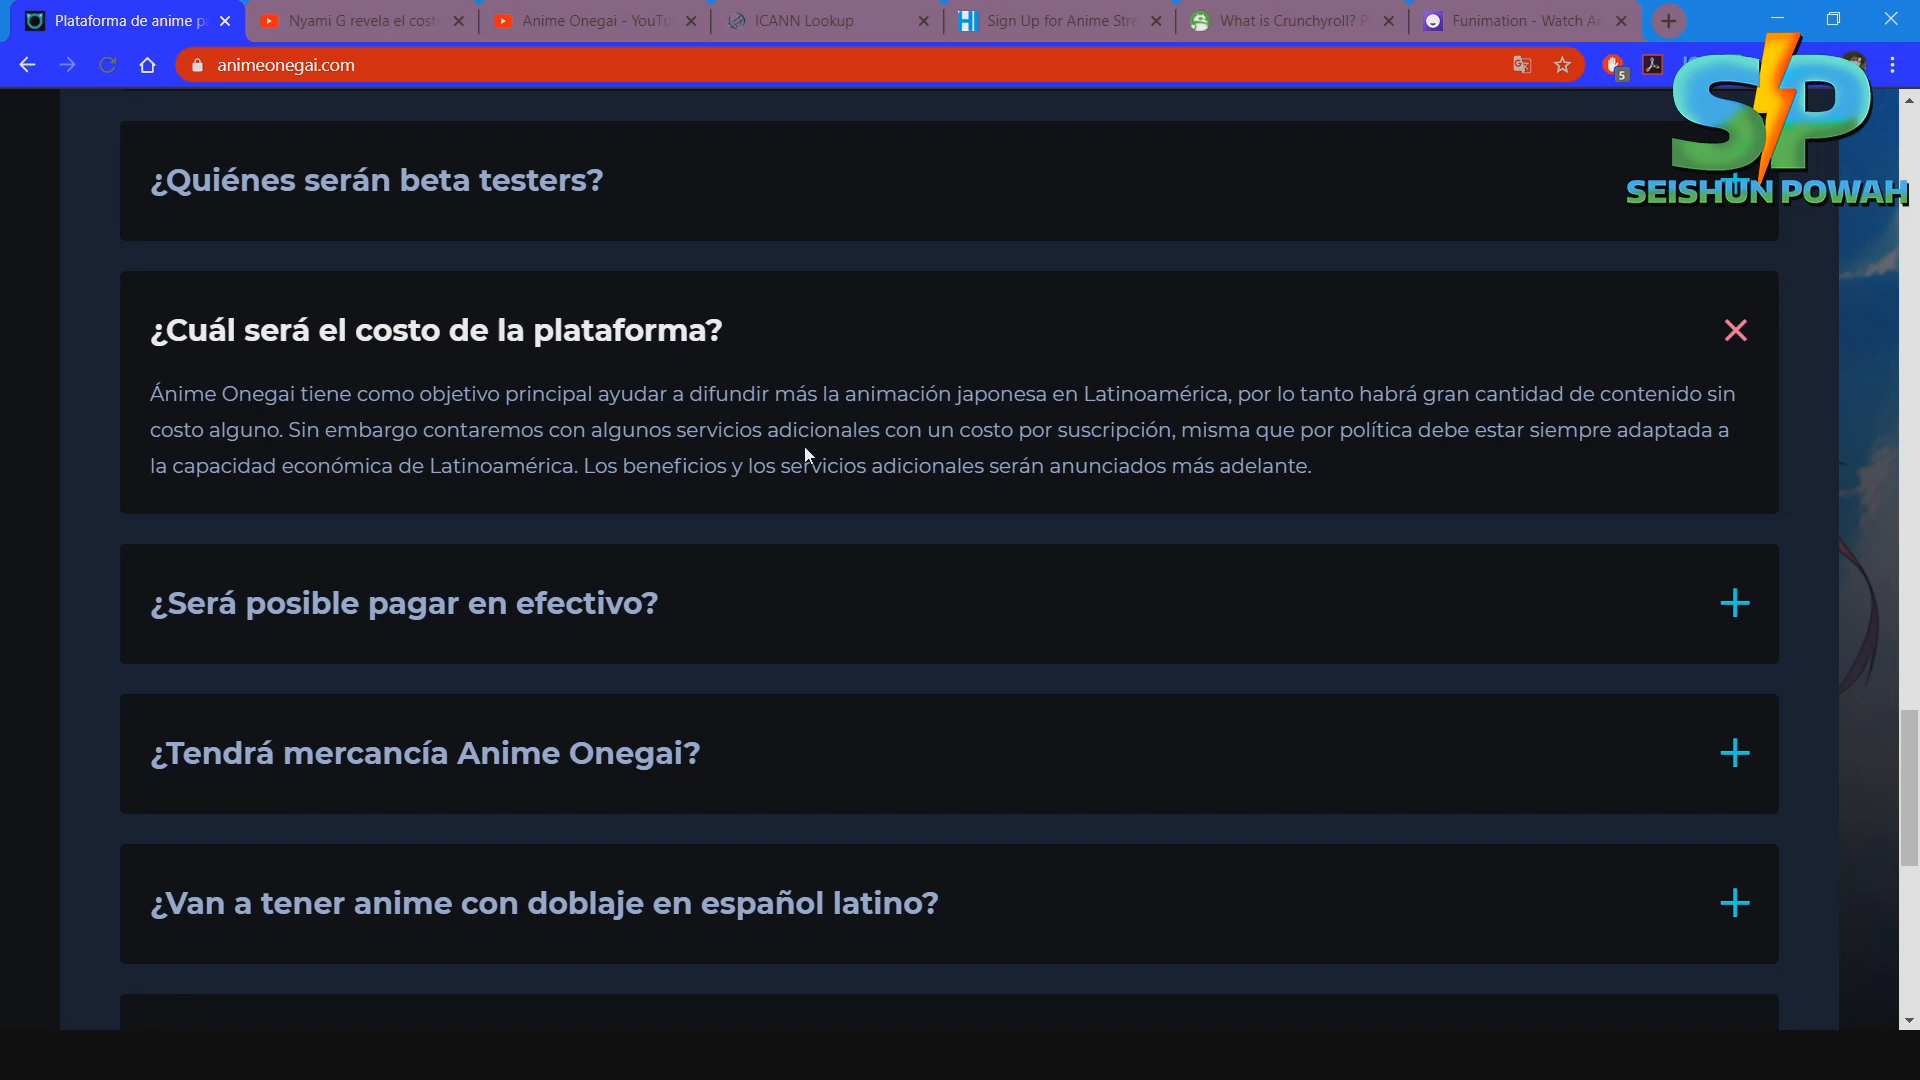 Plataforma de anime p
Nyami G revela el cost
Anime Onegai - YouTu
ICANN Lookup
Sign Up for Anime Stre
What is Crunchyroll? P
Funimation - Watch An
animeonegai.com
5
SP
SEISHUN POWAH
¿Quiénes serán beta testers?
¿Cuál será el costo de la plataforma?
Ánime Onegai tiene como objetivo principal ayudar a difundir más la animación japonesa en Latinoamérica, por lo tanto habrá gran cantidad de contenido sin
costo alguno. Sin embargo contaremos con algunos servicios adicionales con un costo por suscripción, misma que por política debe estar siempre adaptada a
la capacidad económica de Latinoamérica. Los beneficios y los servicios adicionales serán anunciados más adelante.
¿Será posible pagar en efectivo?
¿Tendrá mercancía Anime Onegai?
¿Van a tener anime con doblaje en español latino?